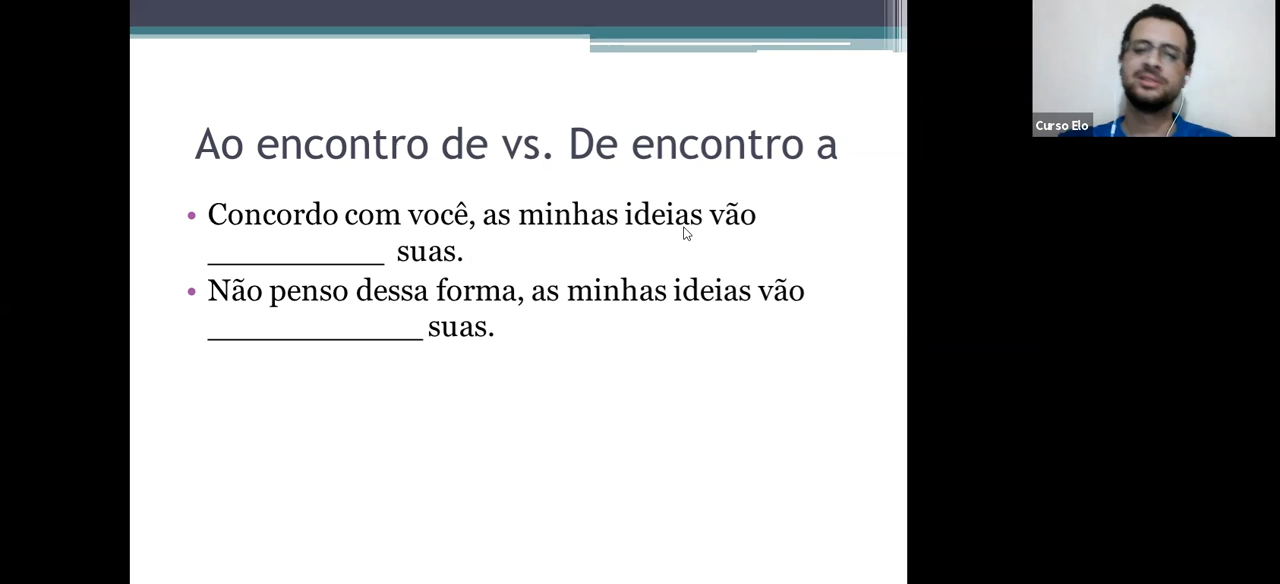 Ao encontro de vs. De encontro a
• Concordo com você, as minhas ideias vão
___________ suas.
• Não penso dessa forma, as minhas ideias vão
_____________ suas.
Curso Elo